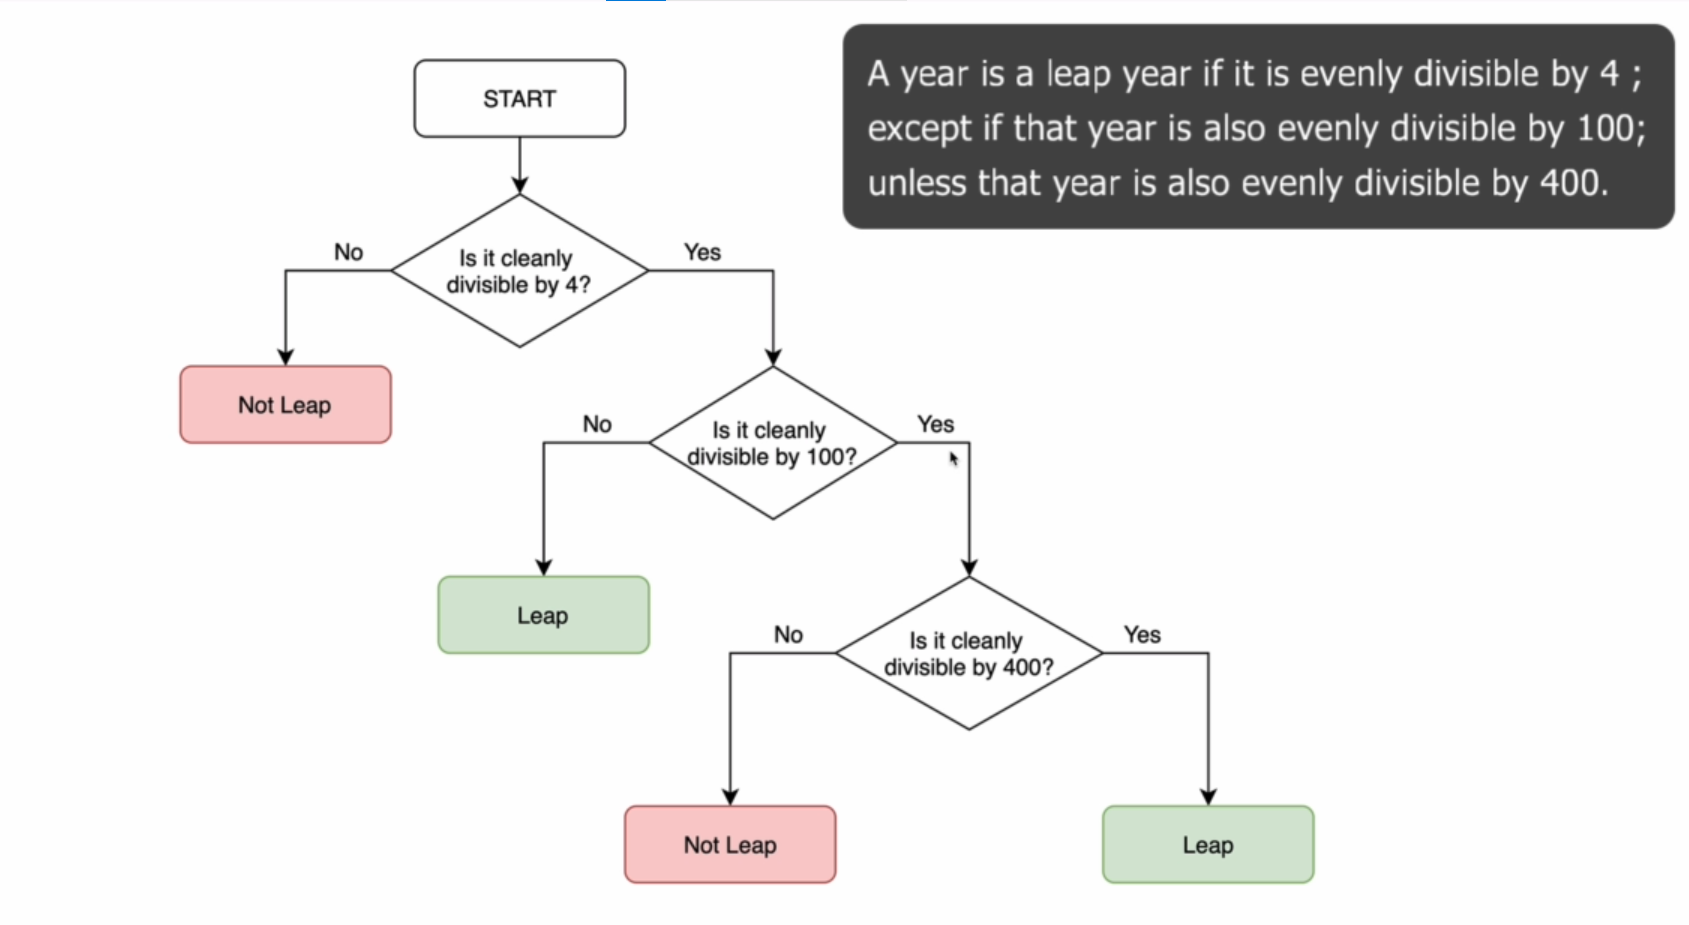 A year is a leap year if it is evenly divisible by 4 ;
except if that year is also evenly divisible by 100;
unless that year is also evenly divisible by 400.
START
No
Is it cleanly
divisible by 4?
Yes
Not Leap
No
Is it cleanly
divisible by 100?
Yes
Leap
No
Is it cleanly
divisible by 400?
Yes
Not Leap
Leap